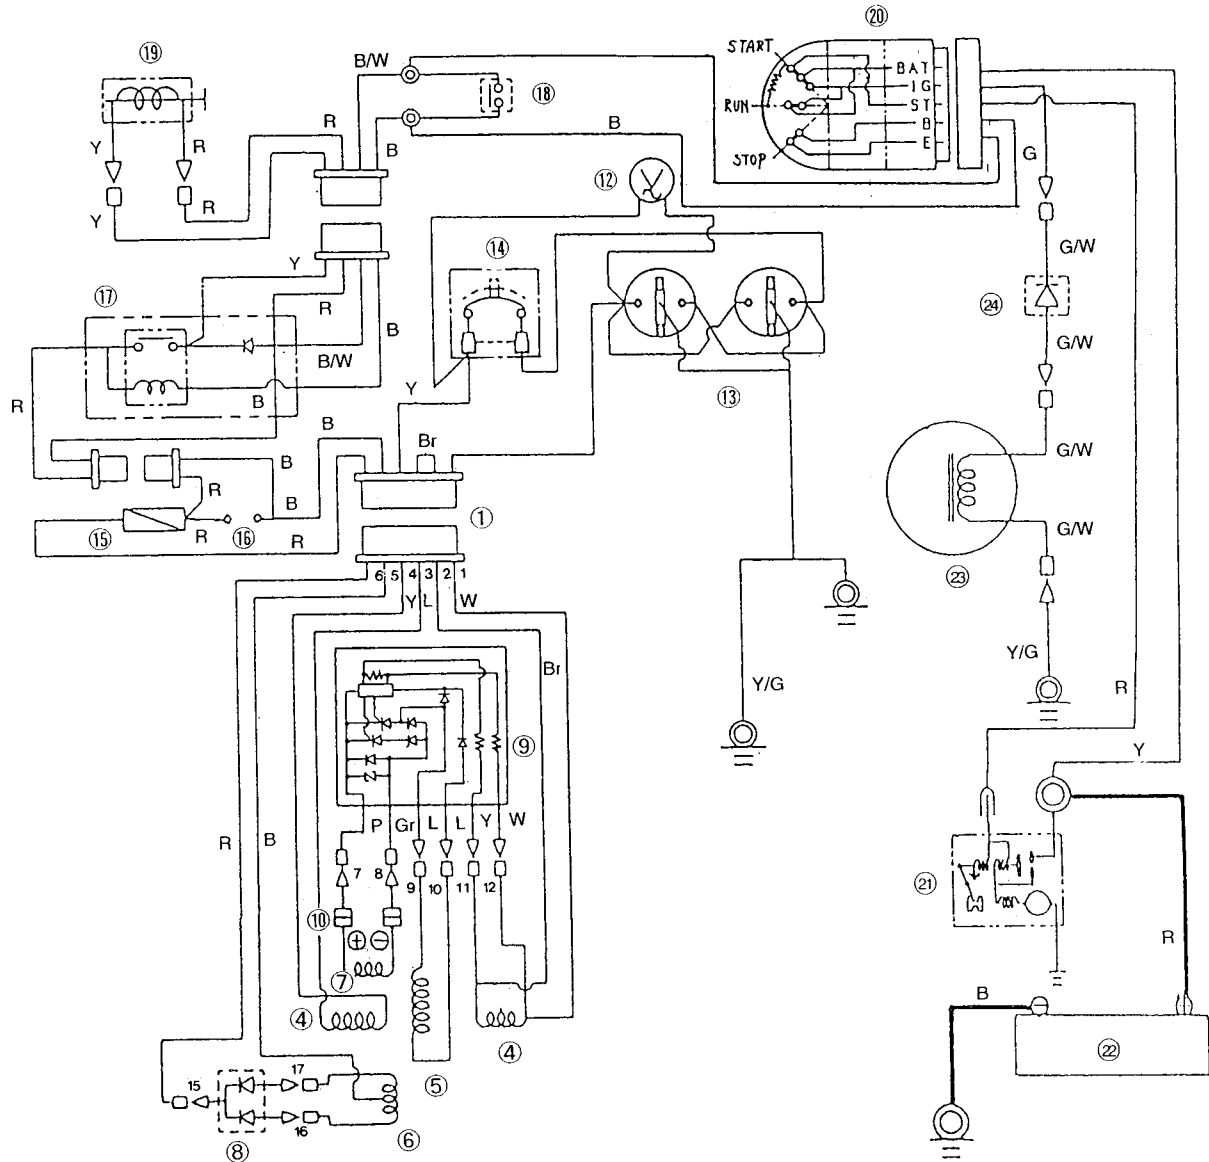 ⑳
START
RUN
STOP
BAT
IG
ST
B
E
⑲
B/W
⑱
R
Y
R
B
B
⑫
G
R
Y
⑭
G/W
Y
⑰
R
B
㉔
B/W
G/W
Y
R
B
⑬
Br
B
G/W
R
B
①
⑮
R
⑯
R
G/W
㉓
6 5 4 3 2 1
Y L W
Br
Y/G
Y/G
R
Y
⑨
R
B
P Gr L L Y W
7 8 9 10 11 12
⑩
㉑
⊕ ⊖
⑦
R
B
④
④
㉒
⑤
15
17
16
⑧
⑥